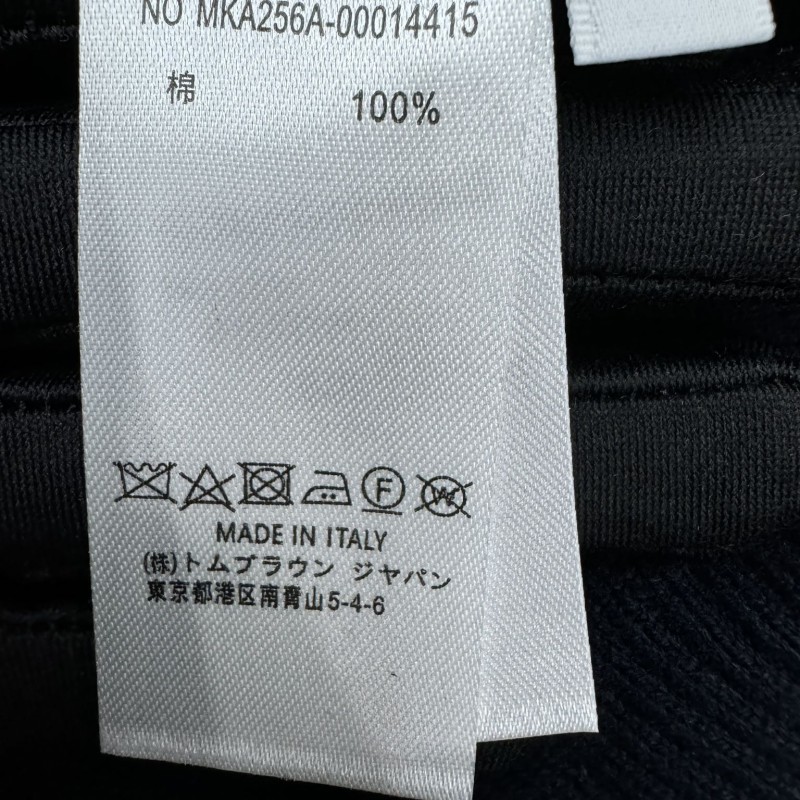 NO MKA256A-00014415
棉 100%
F W
MADE IN ITALY
(株)トムブラウン ジヤパン
東京都港区南青山5-4-6